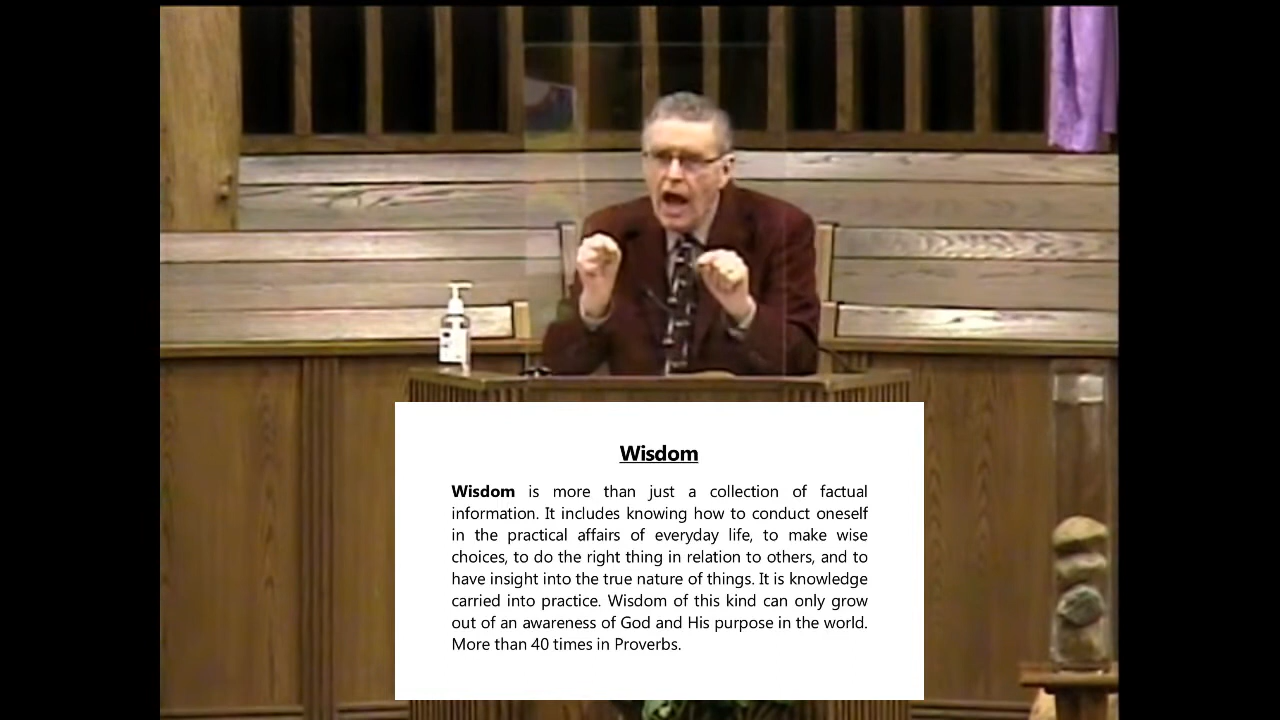 Wisdom
Wisdom is more than just a collection of factual
information. It includes knowing how to conduct oneself
in the practical affairs of everyday life, to make wise
choices, to do the right thing in relation to others, and to
have insight into the true nature of things. It is knowledge
carried into practice. Wisdom of this kind can only grow
out of an awareness of God and His purpose in the world.
More than 40 times in Proverbs.